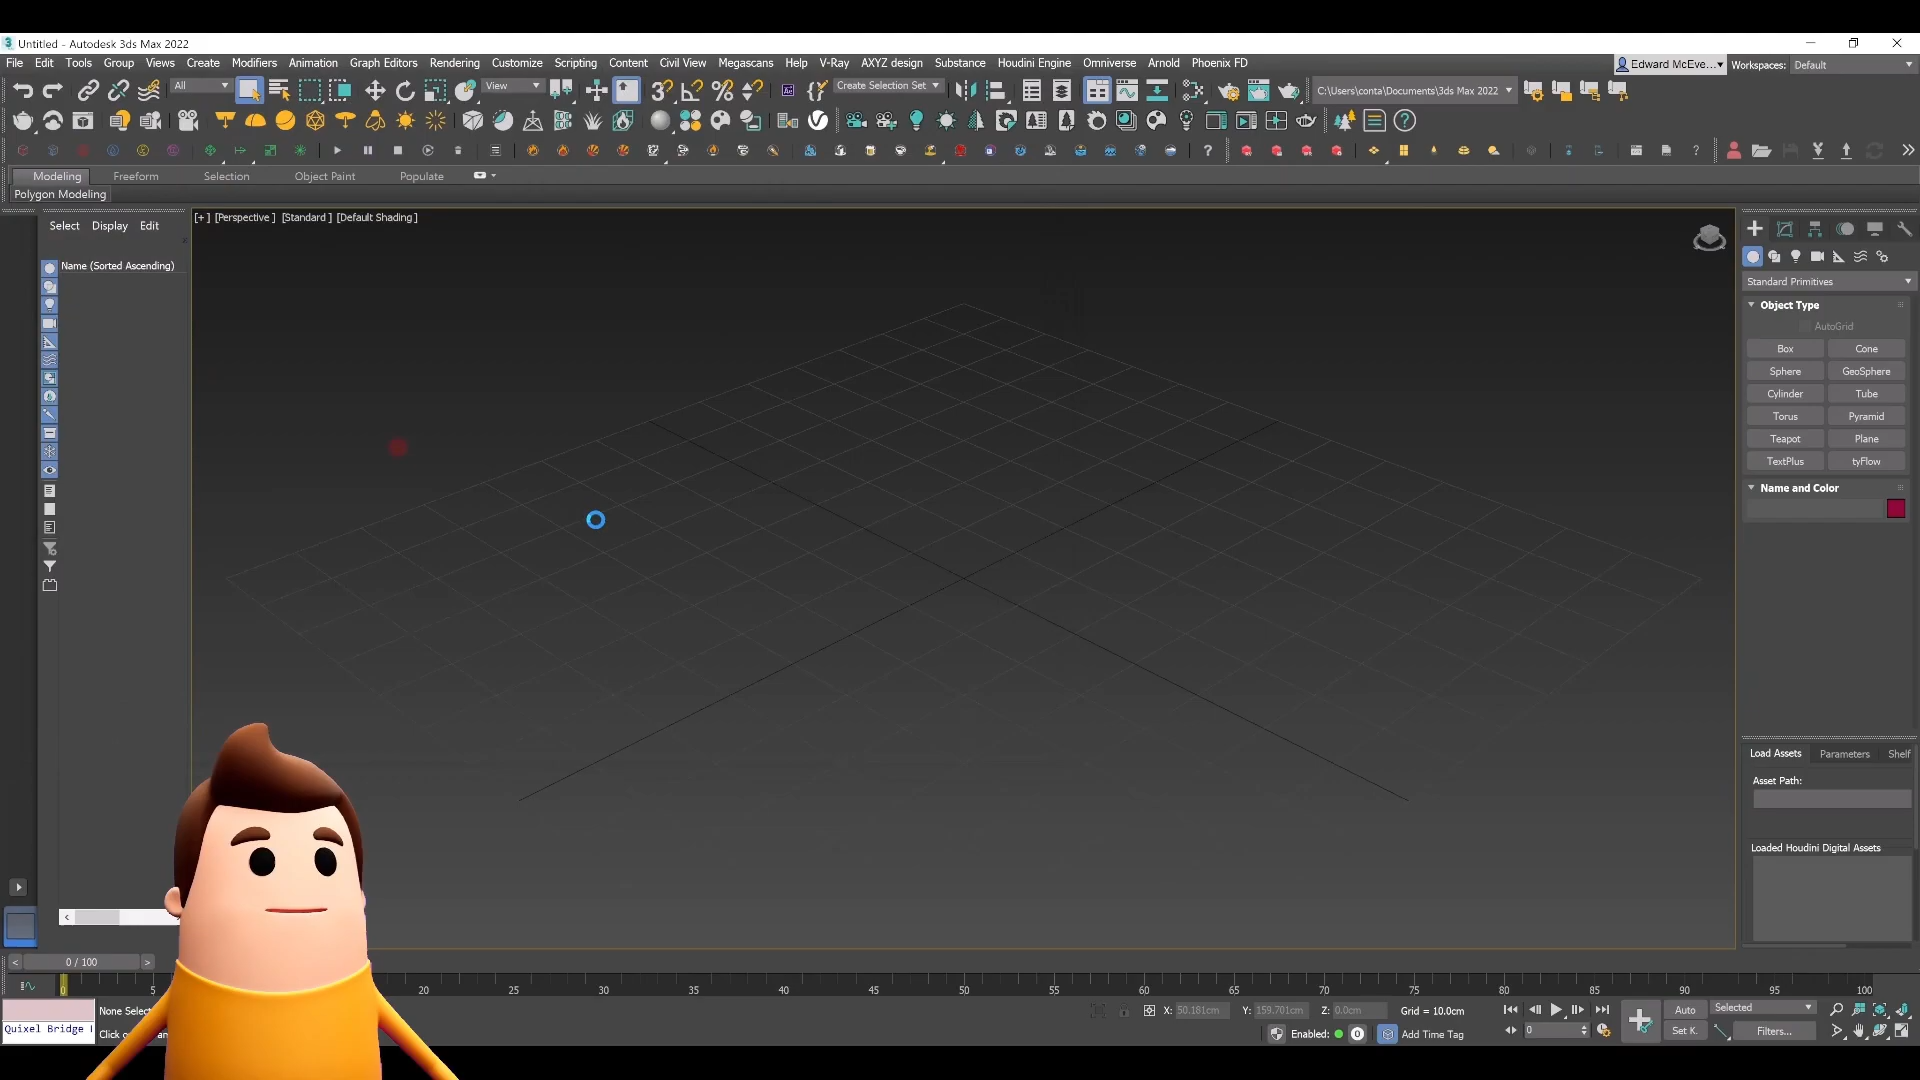 Untitled - Autodesk 3ds Max 2022
File Edit Tools Group Views Create Modifiers Animation Graph Editors Rendering Customize Scripting Content Civil View Megascans Help V-Ray AXYZ design Substance Houdini Engine Omniverse Arnold Phoenix FD
Edward McEve... Workspaces: Default
All View Create Selection Set C:\Users\conta\Documents\3ds Max 2022
Modeling Freeform Selection Object Paint Populate
Polygon Modeling
[+] [Perspective ] [Standard ] [Default Shading ]
Select Display Edit
Name (Sorted Ascending)
Standard Primitives
Object Type
AutoGrid
Box Cone
Sphere GeoSphere
Cylinder Tube
Torus Pyramid
Teapot Plane
TextPlus tyFlow
Name and Color
Load Assets Parameters Shelf
Asset Path:
Loaded Houdini Digital Assets
< 0 / 100 >
0 5 20 25 30 35 40 45 50 55 60 65 70 75 80 85 90 95 100
None Selec
Quixel Bridge
X: 50.181cm Y: 159.701cm Z: 0.0cm Grid = 10.0cm
Enabled: Add Time Tag
0
Auto Selected
Set K. Filters...